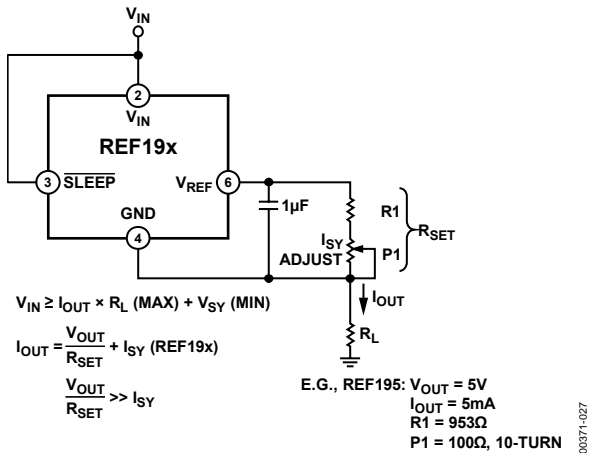 VIN
2
VIN
REF19x
3
SLEEP
VREF
6
GND
4
1µF
R1
ISY
ADJUST
P1
RSET
IOUT
RL
VIN ≥ IOUT × RL (MAX) + VSY (MIN)
IOUT = VOUT / RSET + ISY (REF19x)
VOUT / RSET >> ISY
E.G., REF195: VOUT = 5V
IOUT = 5mA
R1 = 953Ω
P1 = 100Ω, 10-TURN
00371-027